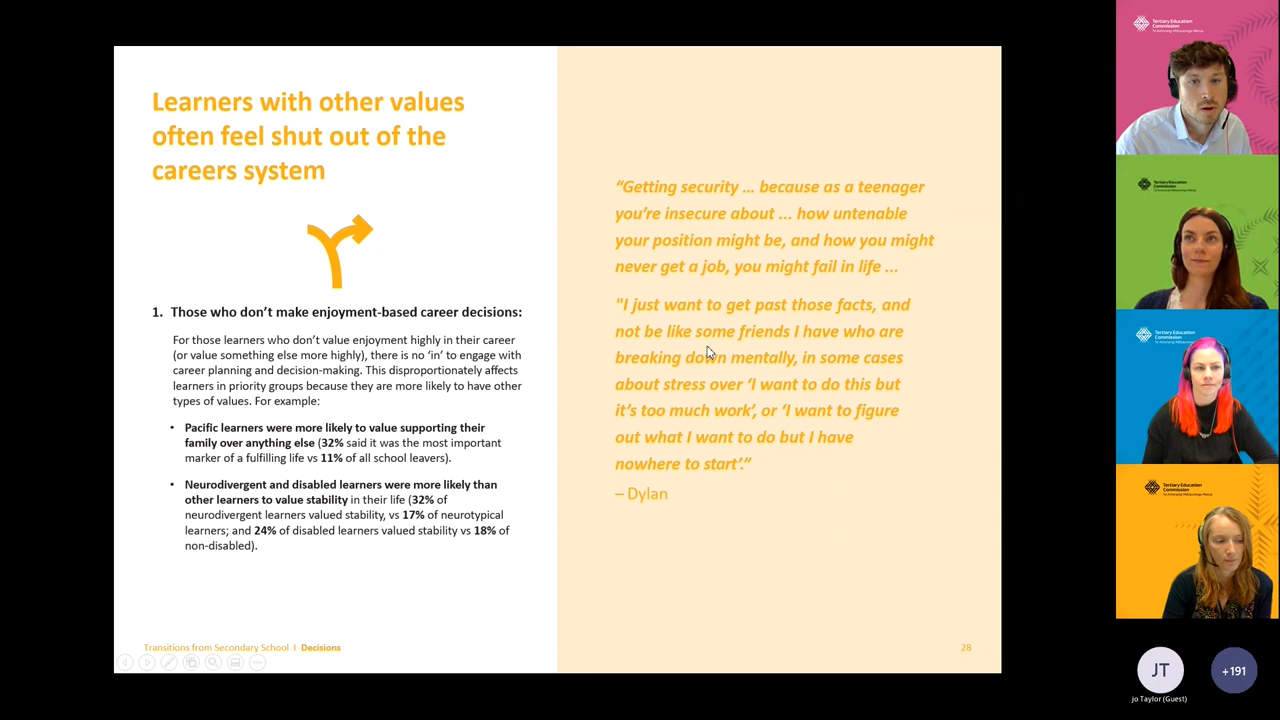 Learners with other values
often feel shut out of the
careers system
1. Those who don’t make enjoyment-based career decisions:
For those learners who don’t value enjoyment highly in their career
(or value something else more highly), there is no ‘in’ to engage with
career planning and decision-making. This disproportionately affects
learners in priority groups because they are more likely to have other
types of values. For example:
• Pacific learners were more likely to value supporting their
family over anything else (32% said it was the most important
marker of a fulfilling life vs 11% of all school leavers).
• Neurodivergent and disabled learners were more likely than
other learners to value stability in their life (32% of
neurodivergent learners valued stability, vs 17% of neurotypical
learners; and 24% of disabled learners valued stability vs 18% of
non-disabled).
Transitions from Secondary School I Decisions
“Getting security ... because as a teenager
you’re insecure about ... how untenable
your position might be, and how you might
never get a job, you might fail in life ...
"I just want to get past those facts, and
not be like some friends I have who are
breaking down mentally, in some cases
about stress over ‘I want to do this but
it’s too much work’, or ‘I want to figure
out what I want to do but I have
nowhere to start’.”
– Dylan
28
Tertiary Education
Commission
Tertiary Education
Commission
Tertiary Education
Commission
Tertiary Education
Commission
JT
+191
jo Taylor (Guest)